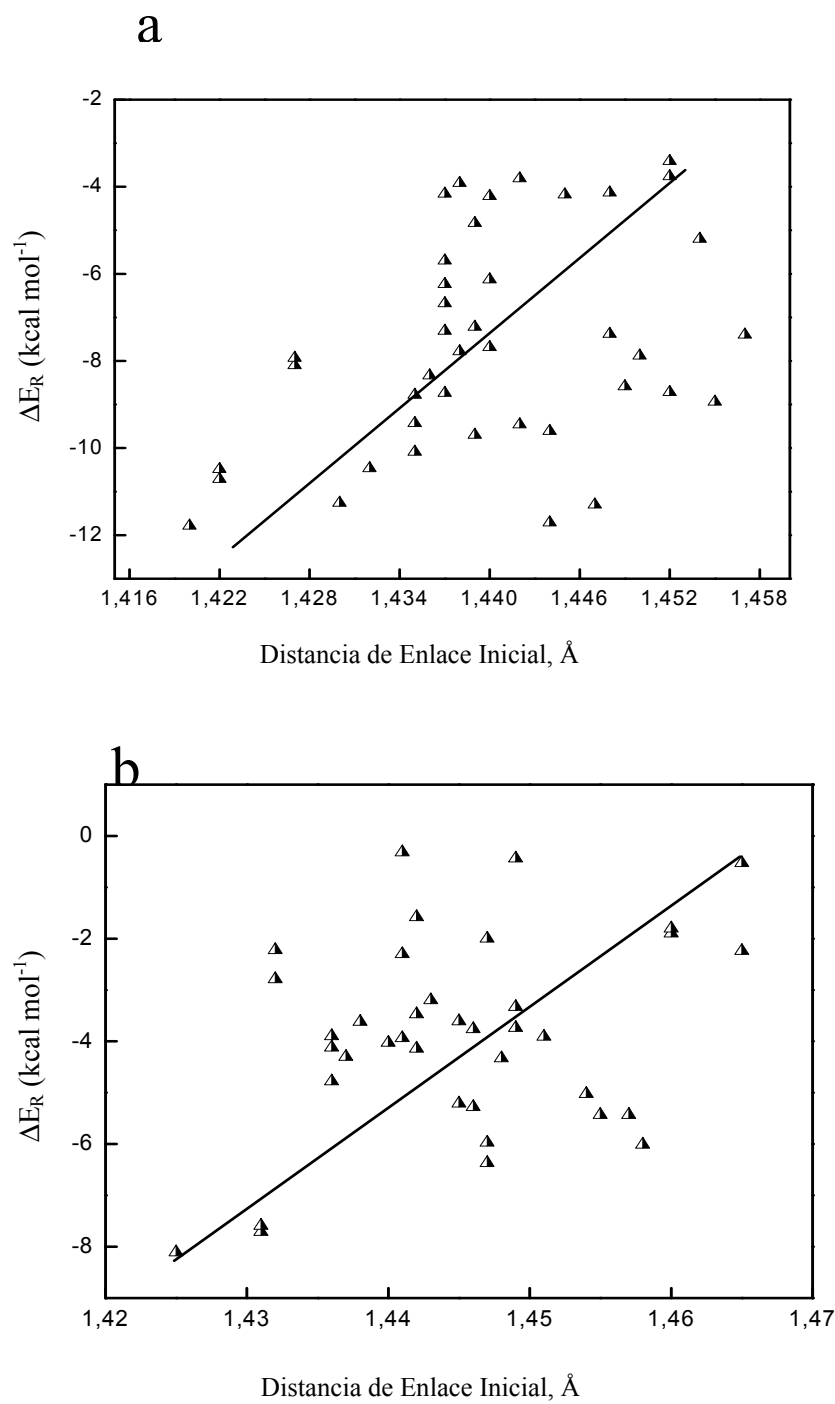 a
-2
-4
-6
-8
-10
-12
ΔE_R (kcal mol⁻¹)
1,416 1,422 1,428 1,434 1,440 1,446 1,452 1,458
Distancia de Enlace Inicial, Å
b
0
-2
-4
-6
-8
ΔE_R (kcal mol⁻¹)
1,42 1,43 1,44 1,45 1,46 1,47
Distancia de Enlace Inicial, Å